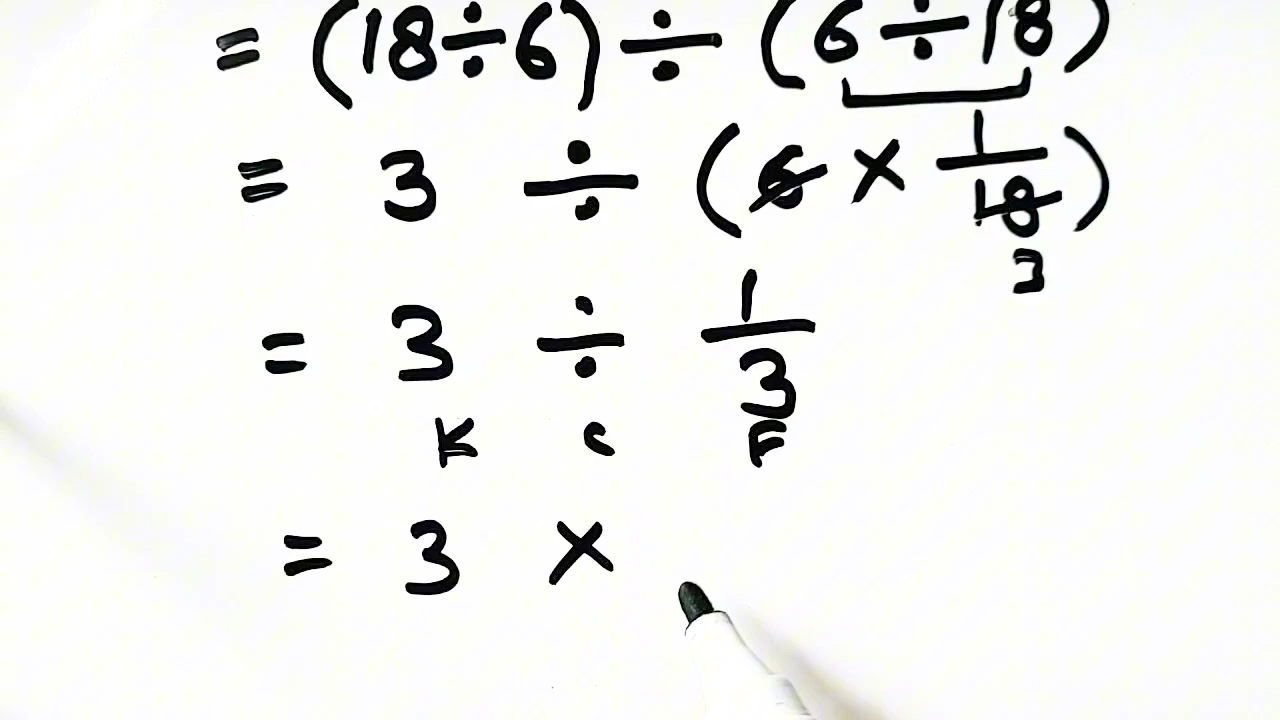 = (18÷6) ÷ (6÷18)
= 3 ÷ (6 × 1/18)
3
= 3 ÷ 1/3
K C F
= 3 ×